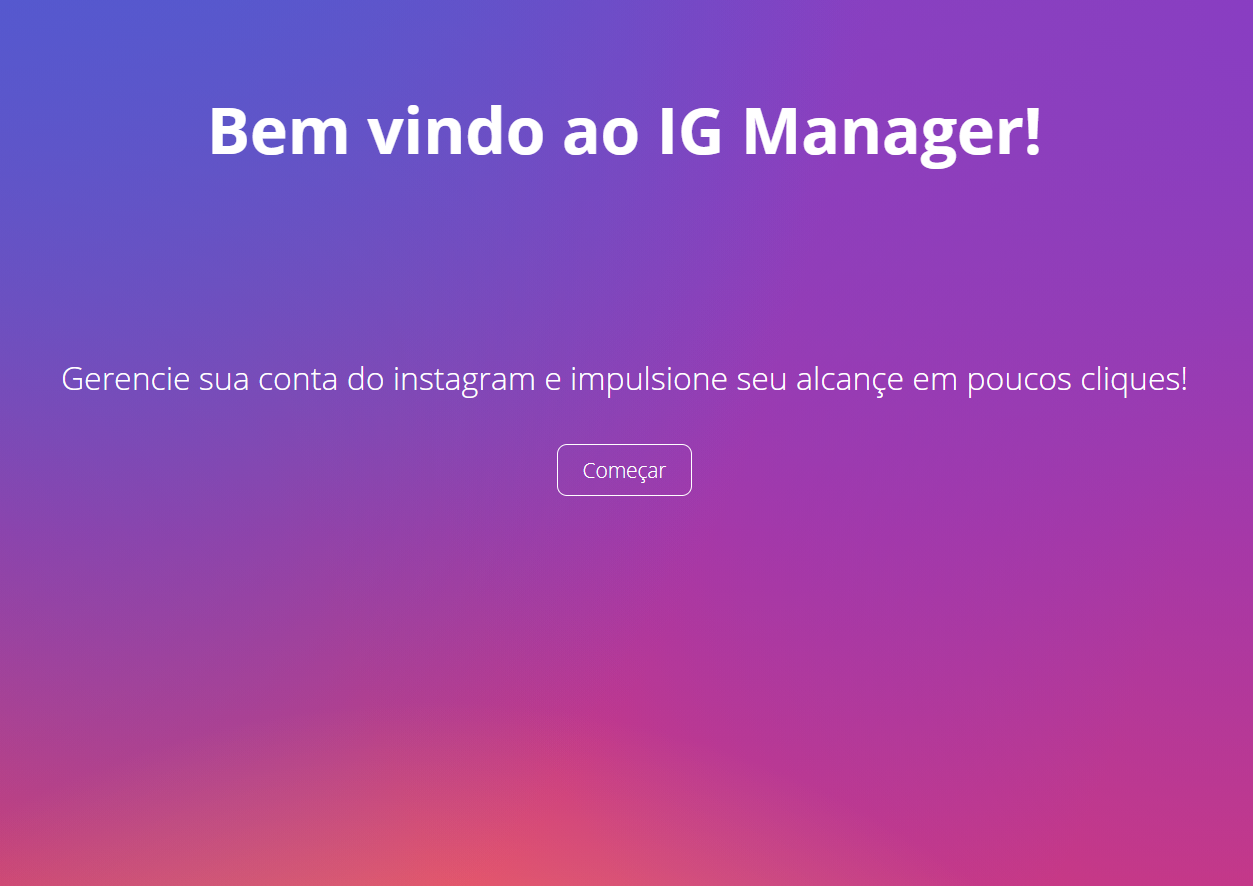 Bem vindo ao IG Manager!
Gerencie sua conta do instagram e impulsione seu alcançe em poucos cliques!
Começar